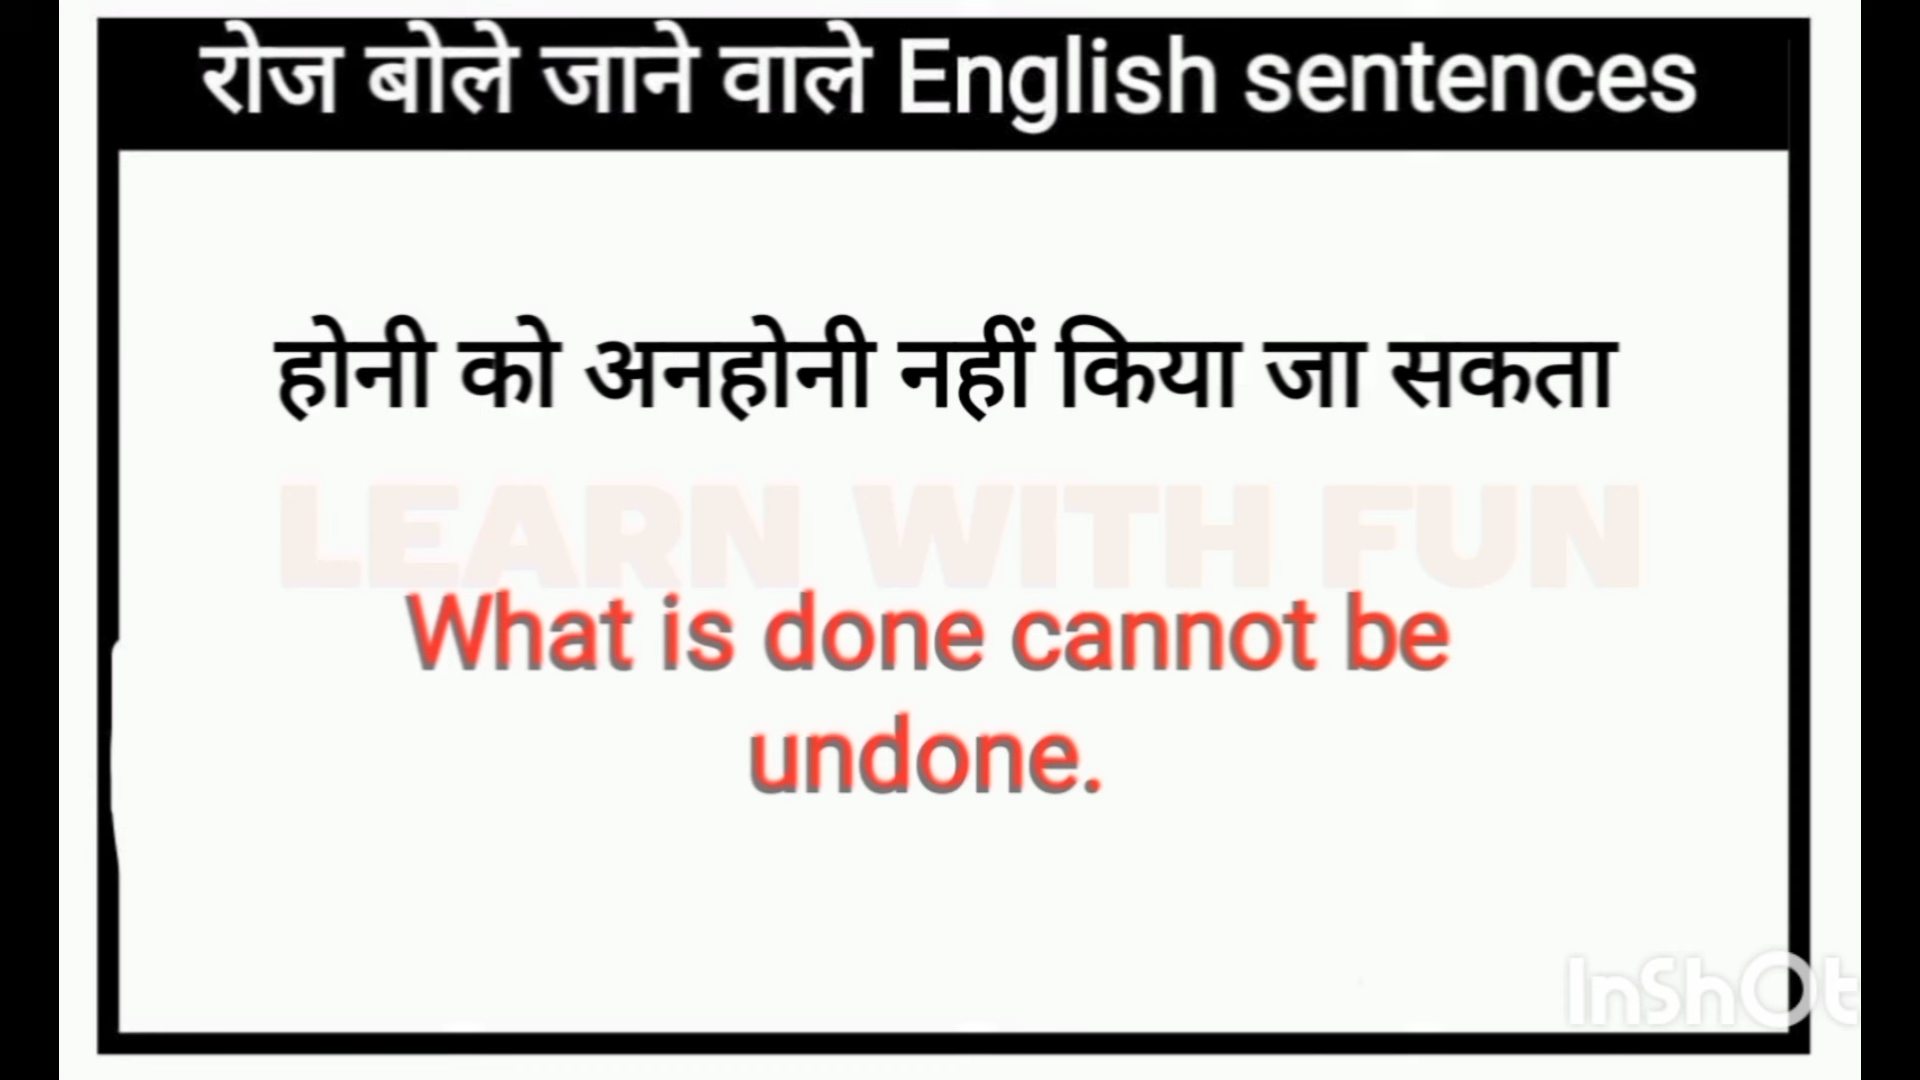 रोज बोले जाने वाले English sentences
होनी को अनहोनी नहीं किया जा सकता
LEARN WITH FUN
What is done cannot be
undone.
InShOt